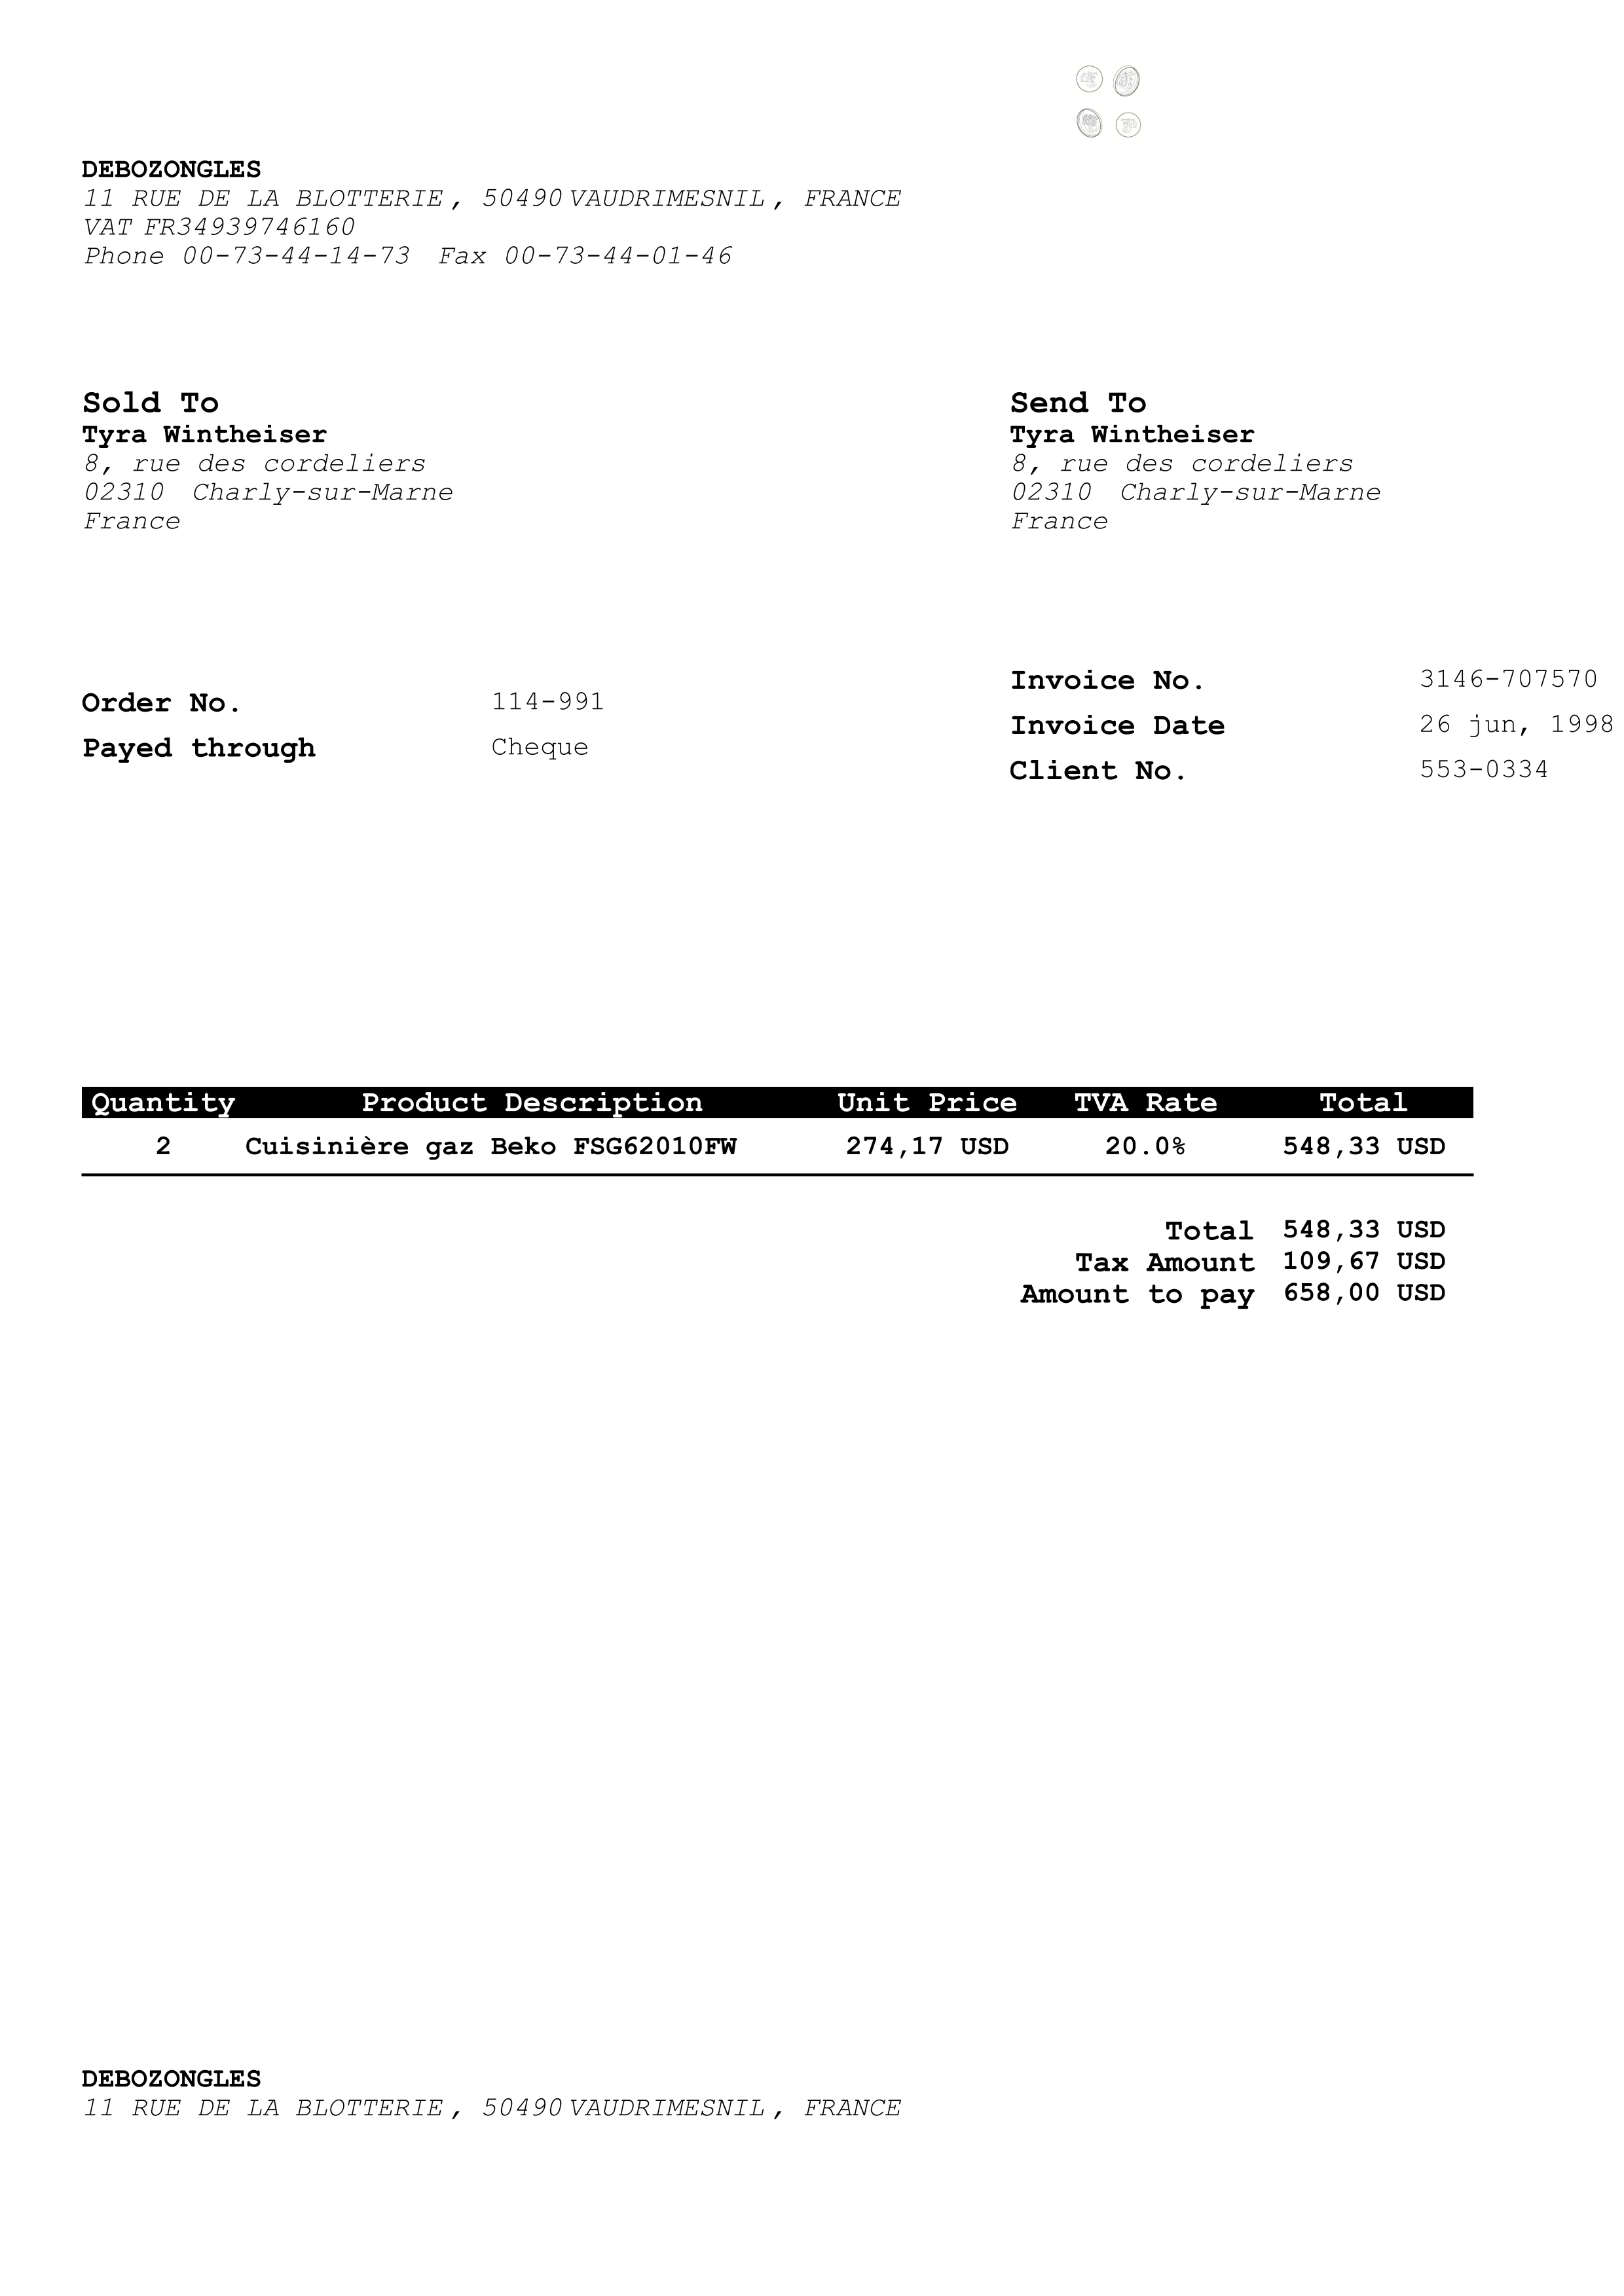 DEBOZONGLES
11 RUE DE LA BLOTTERIE, 50490 VAUDRIMESNIL, FRANCE
VAT FR34939746160
Phone 00-73-44-14-73 Fax 00-73-44-01-46
Sold To
Tyra Wintheiser
8, rue des cordeliers
02310 Charly-sur-Marne
France
Send To
Tyra Wintheiser
8, rue des cordeliers
02310 Charly-sur-Marne
France
Order No. 114-991
Payed through Cheque
Invoice No. 3146-707570
Invoice Date 26 jun, 1998
Client No. 553-0334
Quantity Product Description Unit Price TVA Rate Total
2 Cuisinière gaz Beko FSG62010FW 274,17 USD 20.0% 548,33 USD
Total 548,33 USD
Tax Amount 109,67 USD
Amount to pay 658,00 USD
DEBOZONGLES
11 RUE DE LA BLOTTERIE, 50490 VAUDRIMESNIL, FRANCE